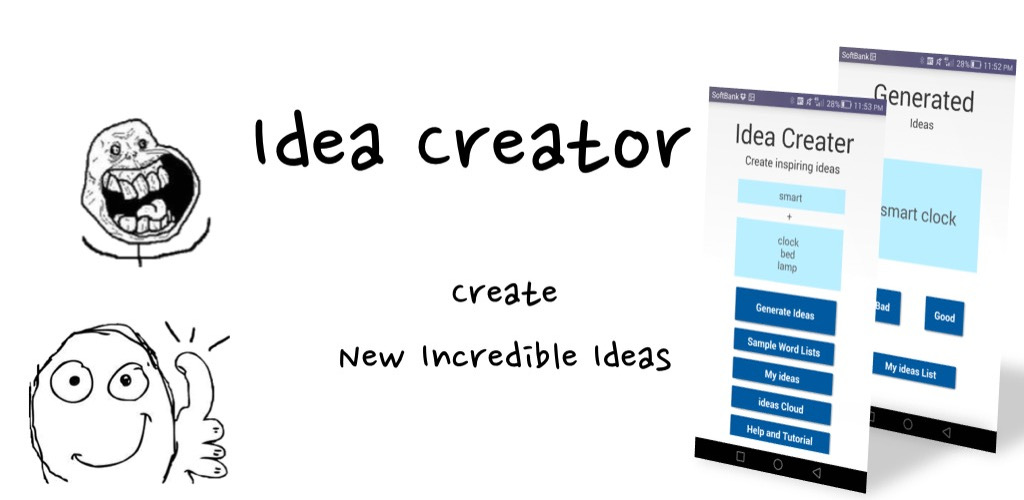 Idea creator
create
New Incredible Ideas
SoftBank
28%
11:53 PM
Idea Creater
Create inspiring ideas
smart
+
clock
bed
lamp
Generate Ideas
Sample Word Lists
My ideas
ideas Cloud
Help and Tutorial
SoftBank
28%
11:52 PM
Generated
Ideas
smart clock
Bad
Good
My ideas List